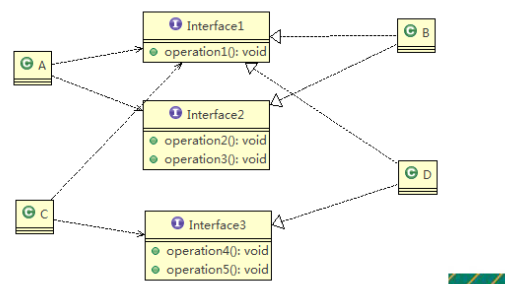 I Interface1
operation1(): void
C B
C A
I Interface2
operation2(): void
operation3(): void
C D
C C
I Interface3
operation4(): void
operation5(): void